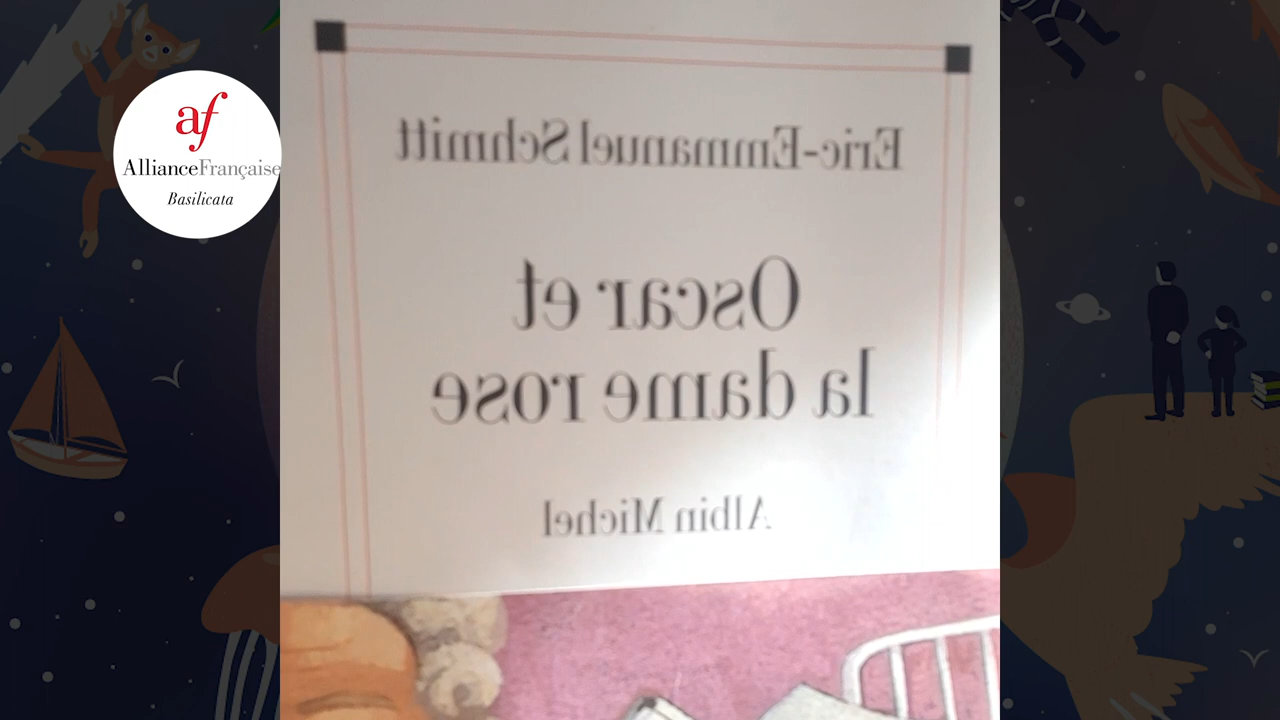 af
AllianceFrançaise
Basilicata
Eric-Emmanuel Schmitt
Oscar et
la dame rose
Albin Michel